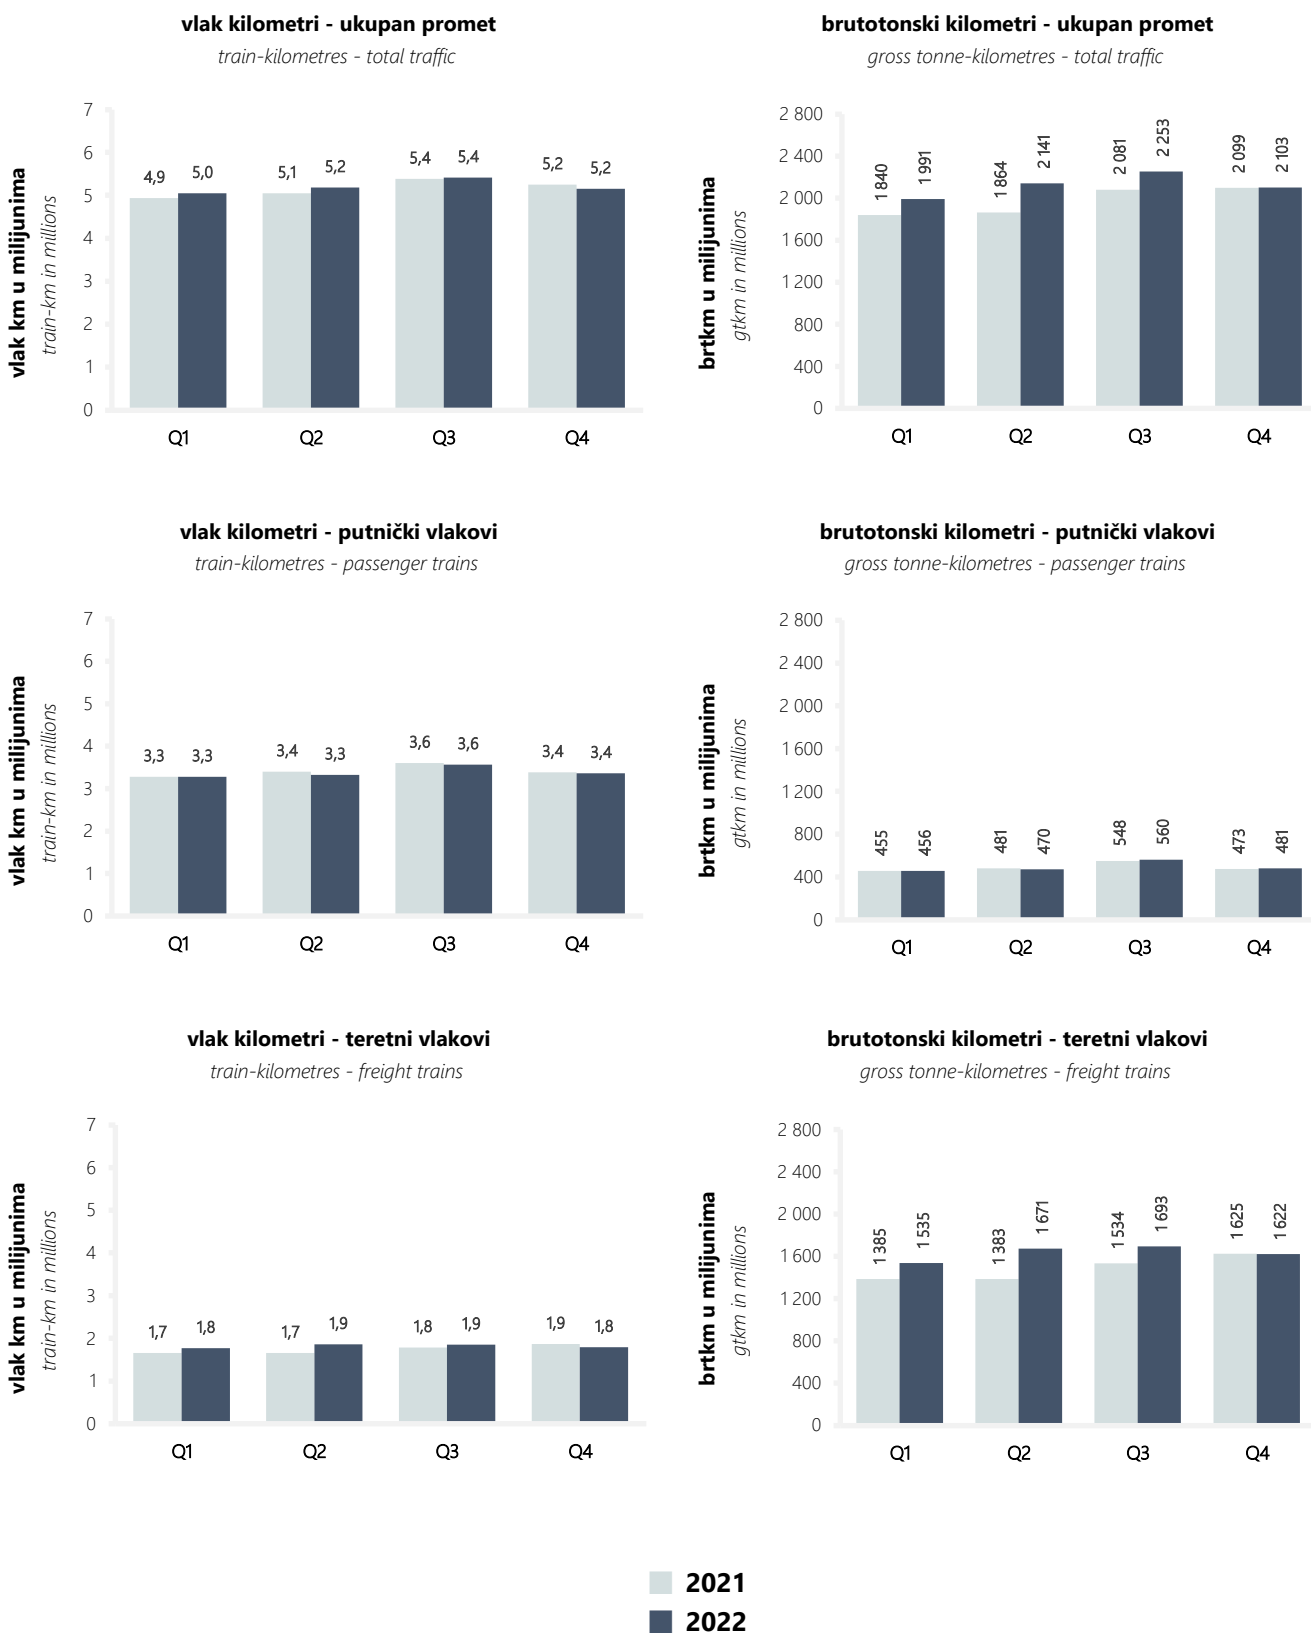 vlak kilometri - ukupan promet
train-kilometres - total traffic
vlak km u milijunima
train-km in millions
7
6
5
4
3
2
1
0
4,9
5,0
5,1
5,2
5,4
5,4
5,2
5,2
Q1
Q2
Q3
Q4
brutotonski kilometri - ukupan promet
gross tonne-kilometres - total traffic
brtkm u milijunima
gtkm in millions
2 800
2 400
2 000
1 600
1 200
800
400
0
1 840
1 991
1 864
2 141
2 081
2 253
2 099
2 103
Q1
Q2
Q3
Q4
vlak kilometri - putnički vlakovi
train-kilometres - passenger trains
vlak km u milijunima
train-km in millions
7
6
5
4
3
2
1
0
3,3
3,3
3,4
3,3
3,6
3,6
3,4
3,4
Q1
Q2
Q3
Q4
brutotonski kilometri - putnički vlakovi
gross tonne-kilometres - passenger trains
brtkm u milijunima
gtkm in millions
2 800
2 400
2 000
1 600
1 200
800
400
0
455
456
481
470
548
560
473
481
Q1
Q2
Q3
Q4
vlak kilometri - teretni vlakovi
train-kilometres - freight trains
vlak km u milijunima
train-km in millions
7
6
5
4
3
2
1
0
1,7
1,8
1,7
1,9
1,8
1,9
1,9
1,8
Q1
Q2
Q3
Q4
brutotonski kilometri - teretni vlakovi
gross tonne-kilometres - freight trains
brtkm u milijunima
gtkm in millions
2 800
2 400
2 000
1 600
1 200
800
400
0
1 385
1 535
1 383
1 671
1 534
1 693
1 625
1 622
Q1
Q2
Q3
Q4
2021
2022